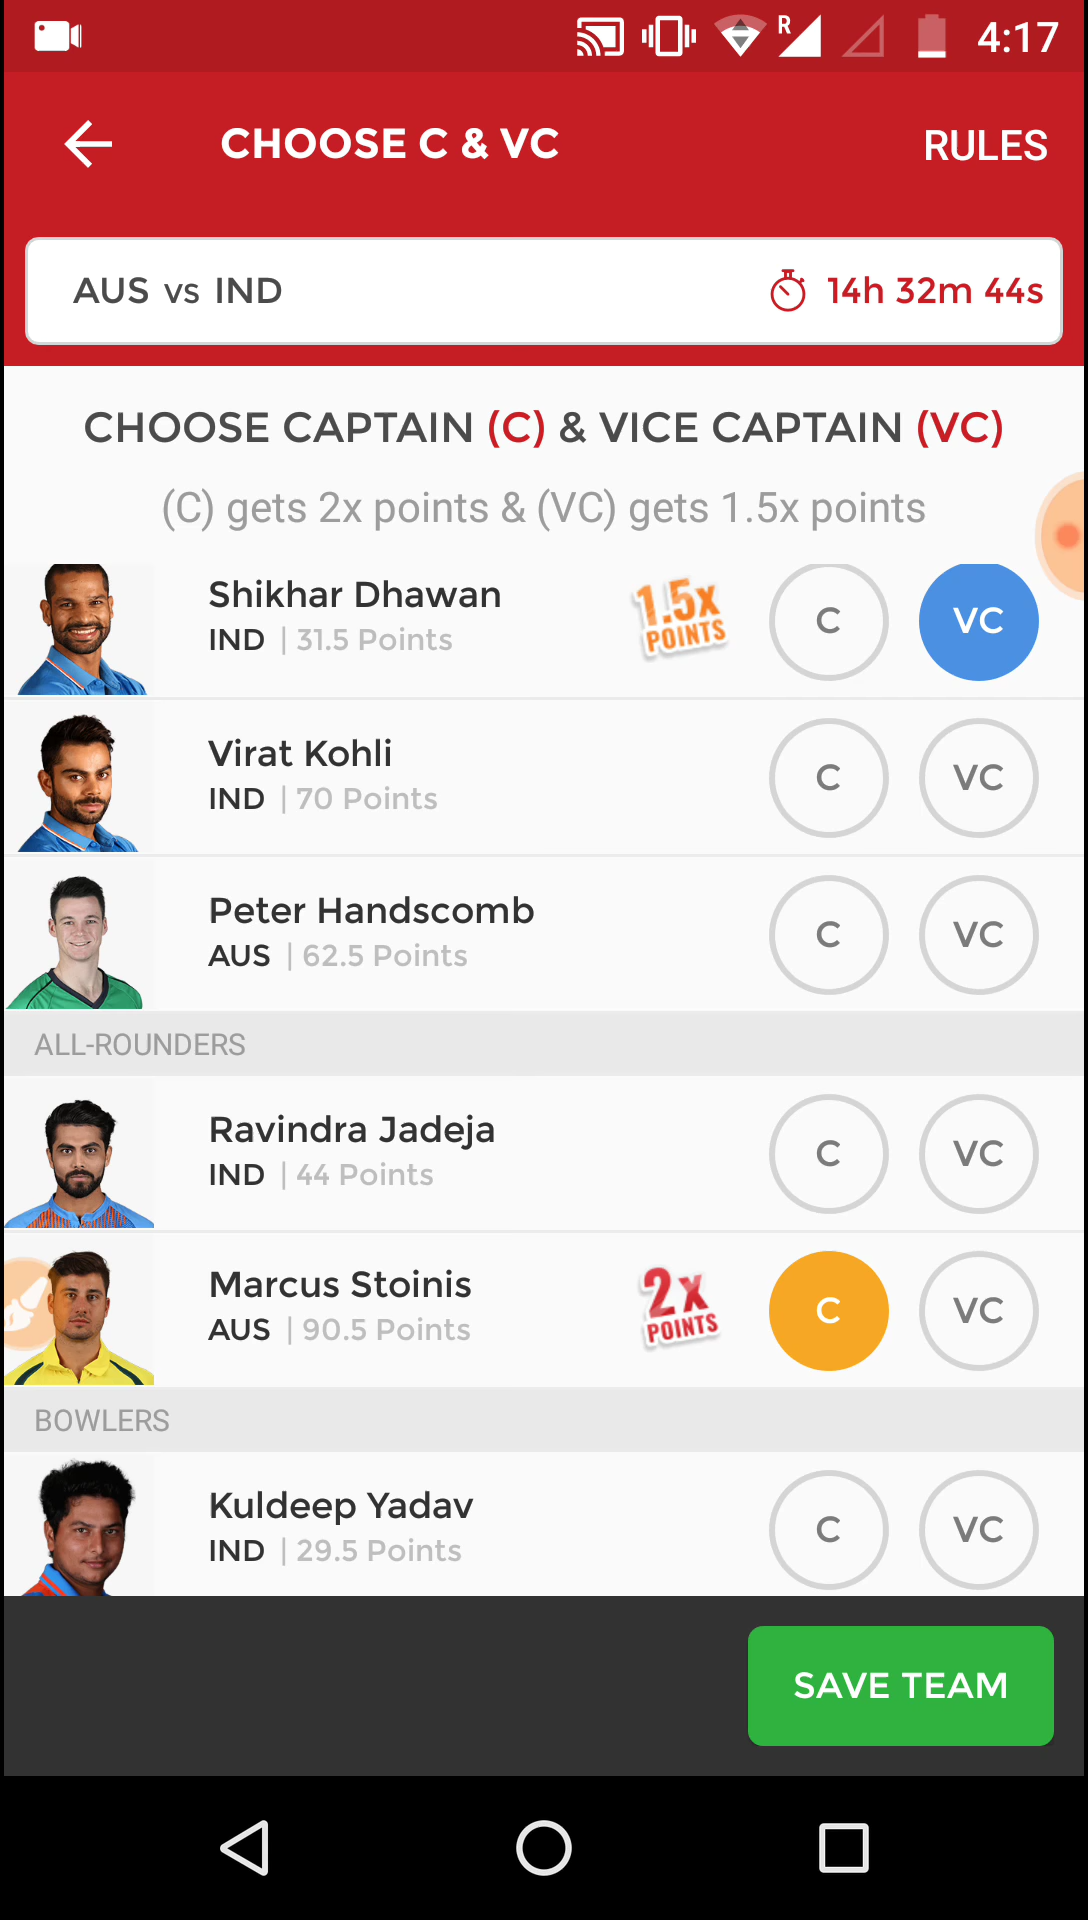 R 4:17
CHOOSE C & VC RULES
AUS vs IND 14h 32m 44s
CHOOSE CAPTAIN (C) & VICE CAPTAIN (VC)
(C) gets 2x points & (VC) gets 1.5x points
Shikhar Dhawan
IND | 31.5 Points
1.5x
POINTS
C VC
Virat Kohli
IND | 70 Points
C VC
Peter Handscomb
AUS | 62.5 Points
C VC
ALL-ROUNDERS
Ravindra Jadeja
IND | 44 Points
C VC
Marcus Stoinis
AUS | 90.5 Points
2x
POINTS
C VC
BOWLERS
Kuldeep Yadav
IND | 29.5 Points
C VC
SAVE TEAM